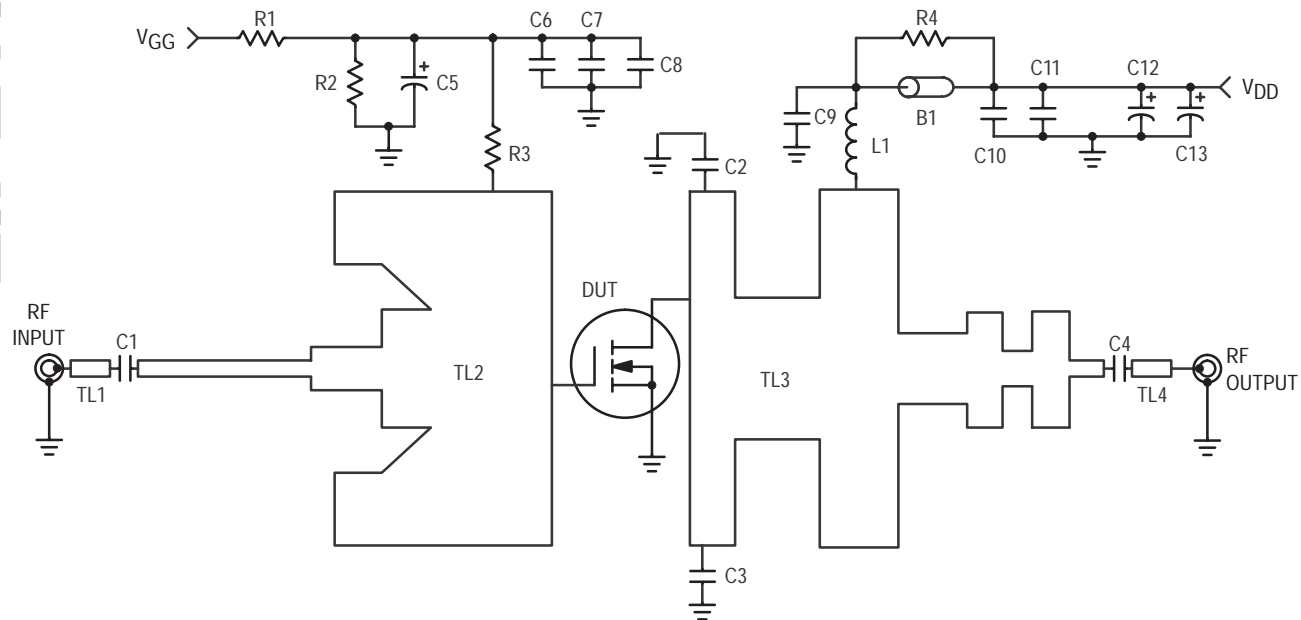 R1
C6
C7
R4
VGG
C8
R2
C5
+
C11
C12
+
+
VDD
C9
B1
R3
L1
C10
C13
C2
DUT
RF
INPUT
C1
TL1
TL2
TL3
C4
TL4
RF
OUTPUT
C3